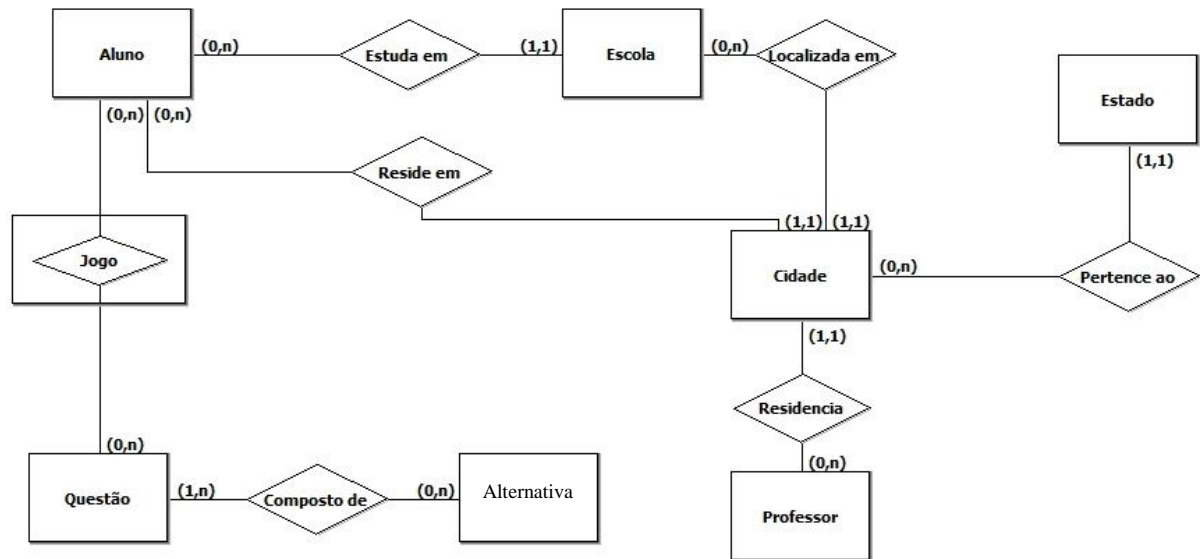 Aluno
(0,n)
Estuda em
(1,1)
Escola
(0,n)
Localizada em
Estado
(1,1)
(0,n)
(0,n)
Reside em
(1,1)
(1,1)
Jogo
Cidade
(0,n)
Pertence ao
(1,1)
Residencia
(0,n)
(0,n)
Questão
(1,n)
Composto de
(0,n)
Alternativa
Professor